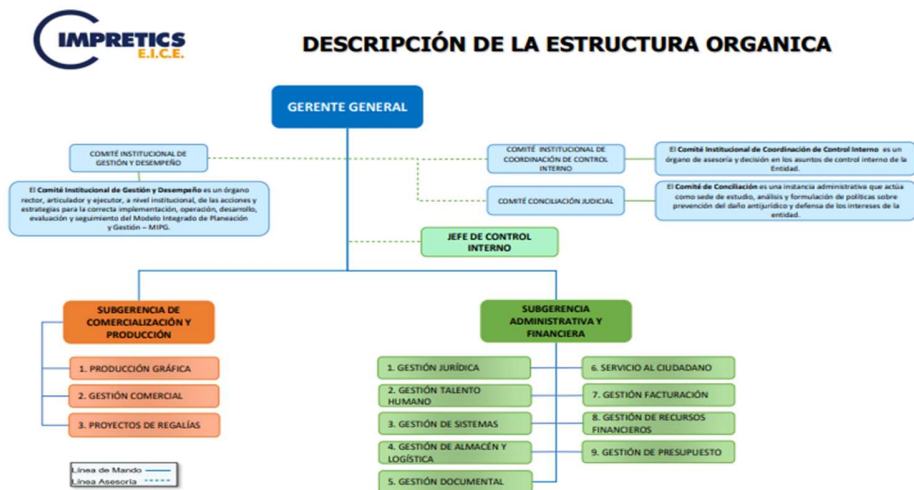 IMPRETICS
E.I.C.E.
DESCRIPCIÓN DE LA ESTRUCTURA ORGANICA
GERENTE GENERAL
COMITÉ INSTITUCIONAL DE
GESTIÓN Y DESEMPEÑO
El Comité Institucional de Gestión y Desempeño es un órgano
rector, articulador y ejecutor, a nivel institucional, de las acciones y
estrategias para la correcta implementación, operación, desarrollo,
evaluación y seguimiento del Modelo Integrado de Planeación
y Gestión – MIPG.
COMITÉ INSTITUCIONAL DE
COORDINACIÓN DE CONTROL
INTERNO
El Comité Institucional de Coordinación de Control Interno es un
órgano de asesoría y decisión en los asuntos de control interno de la
Entidad.
COMITÉ CONCILIACIÓN JUDICIAL
El Comité de Conciliación es una instancia administrativa que actúa
como sede de estudio, análisis y formulación de políticas sobre
prevención del daño antijurídico y defensa de los intereses de la
entidad.
JEFE DE CONTROL
INTERNO
SUBGERENCIA DE
COMERCIALIZACIÓN Y
PRODUCCIÓN
1. PRODUCCIÓN GRÁFICA
2. GESTIÓN COMERCIAL
3. PROYECTOS DE REGALÍAS
SUBGERENCIA
ADMINISTRATIVA Y
FINANCIERA
1. GESTIÓN JURÍDICA
2. GESTIÓN TALENTO
HUMANO
3. GESTIÓN DE SISTEMAS
4. GESTIÓN DE ALMACÉN Y
LOGÍSTICA
5. GESTIÓN DOCUMENTAL
6. SERVICIO AL CIUDADANO
7. GESTIÓN FACTURACIÓN
8. GESTIÓN DE RECURSOS
FINANCIEROS
9. GESTIÓN DE PRESUPUESTO
Línea de Mando
Línea Asesoría